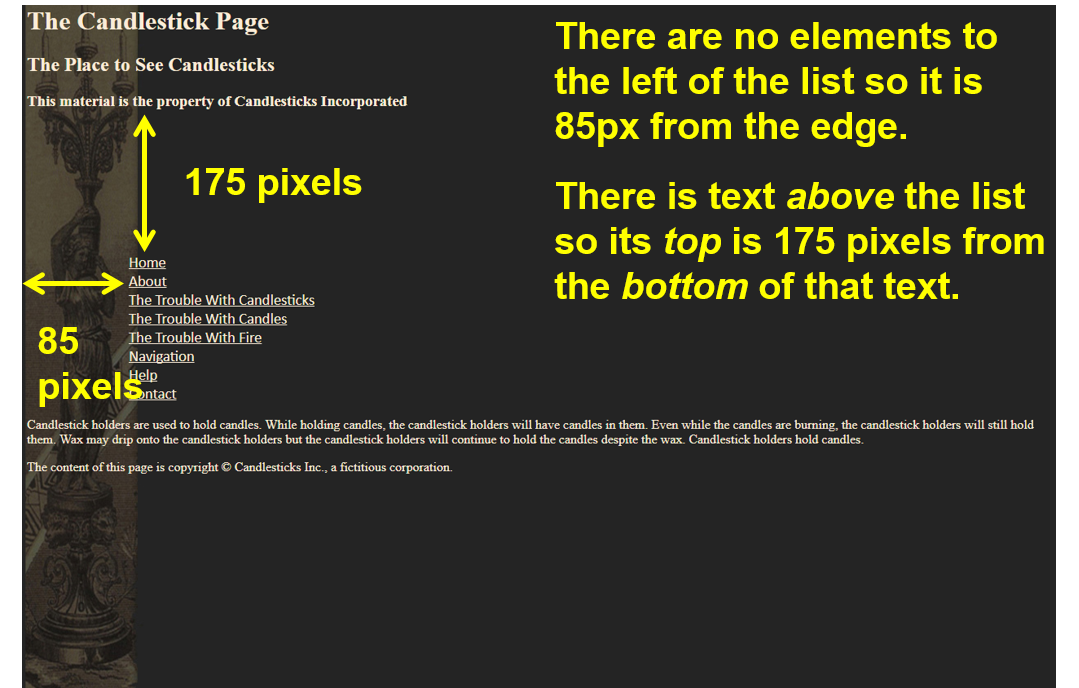 The Candlestick Page
The Place to See Candlesticks
This material is the property of Candlesticks Incorporated
There are no elements to
the left of the list so it is
85px from the edge.
There is text above the list
so its top is 175 pixels from
the bottom of that text.
175 pixels
Home
About
The Trouble With Candlesticks
The Trouble With Candles
The Trouble With Fire
Navigation
Help
Contact
85
pixels
Candlestick holders are used to hold candles. While holding candles, the candlestick holders will have candles in them. Even while the candles are burning, the candlestick holders will still hold
them. Wax may drip onto the candlestick holders but the candlestick holders will continue to hold the candles despite the wax. Candlestick holders hold candles.
The content of this page is copyright © Candlesticks Inc., a fictitious corporation.